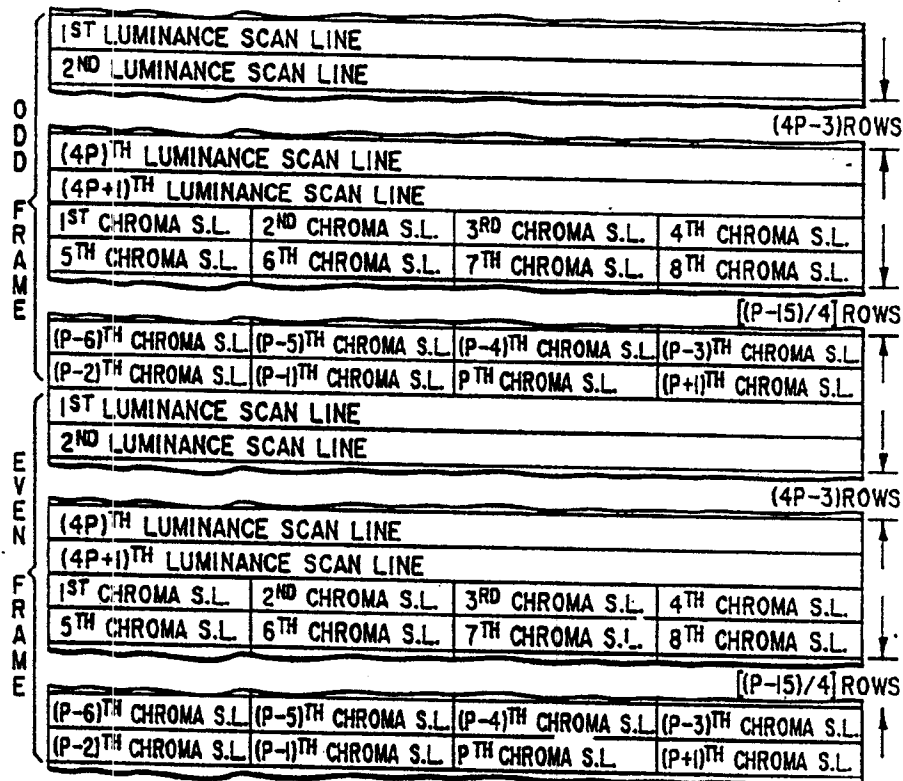 1ST LUMINANCE SCAN LINE
2ND LUMINANCE SCAN LINE
(4P-3)ROWS
(4P)TH LUMINANCE SCAN LINE
(4P+1)TH LUMINANCE SCAN LINE
1ST CHROMA S.L. 2ND CHROMA S.L. 3RD CHROMA S.L. 4TH CHROMA S.L.
5TH CHROMA S.L. 6TH CHROMA S.L. 7TH CHROMA S.L. 8TH CHROMA S.L.
[(P-15)/4] ROWS
(P-6)TH CHROMA S.L. (P-5)TH CHROMA S.L. (P-4)TH CHROMA S.L. (P-3)TH CHROMA S.L.
(P-2)TH CHROMA S.L. (P-1)TH CHROMA S.L. PTH CHROMA S.L. (P+1)TH CHROMA S.L.
ODD FRAME
1ST LUMINANCE SCAN LINE
2ND LUMINANCE SCAN LINE
(4P-3)ROWS
(4P)TH LUMINANCE SCAN LINE
(4P+1)TH LUMINANCE SCAN LINE
1ST CHROMA S.L. 2ND CHROMA S.L. 3RD CHROMA S.L. 4TH CHROMA S.L.
5TH CHROMA S.L. 6TH CHROMA S.L. 7TH CHROMA S.L. 8TH CHROMA S.L.
[(P-15)/4] ROWS
(P-6)TH CHROMA S.L. (P-5)TH CHROMA S.L. (P-4)TH CHROMA S.L. (P-3)TH CHROMA S.L.
(P-2)TH CHROMA S.L. (P-1)TH CHROMA S.L. PTH CHROMA S.L. (P+1)TH CHROMA S.L.
EVEN FRAME